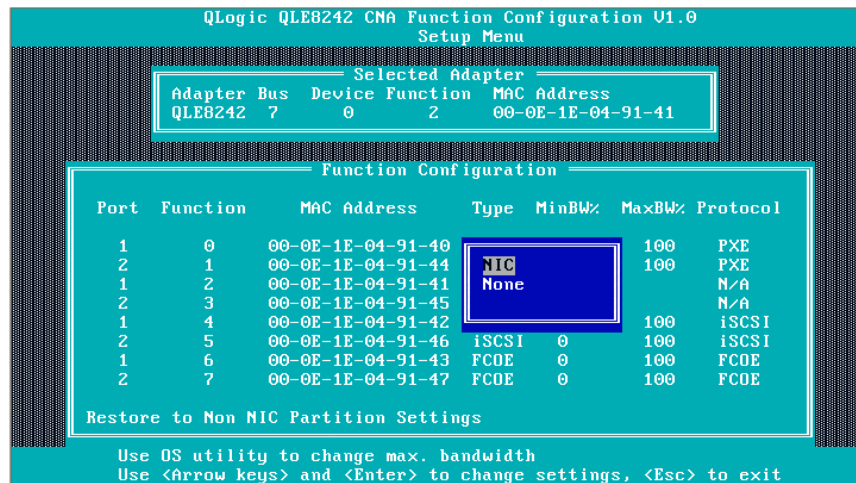 QLogic QLE8242 CNA Function Configuration V1.0
Setup Menu
Selected Adapter
Adapter Bus Device Function MAC Address
QLE8242 7 0 2 00-0E-1E-04-91-41
Function Configuration
Port Function MAC Address Type MinBW% MaxBW% Protocol
1 0 00-0E-1E-04-91-40 100 PXE
2 1 00-0E-1E-04-91-44 NIC 100 PXE
1 2 00-0E-1E-04-91-41 None N/A
2 3 00-0E-1E-04-91-45 N/A
1 4 00-0E-1E-04-91-42 100 iSCSI
2 5 00-0E-1E-04-91-46 iSCSI 0 100 iSCSI
1 6 00-0E-1E-04-91-43 FCOE 0 100 FCOE
2 7 00-0E-1E-04-91-47 FCOE 0 100 FCOE
Restore to Non NIC Partition Settings
Use OS utility to change max. bandwidth
Use <Arrow keys> and <Enter> to change settings, <Esc> to exit